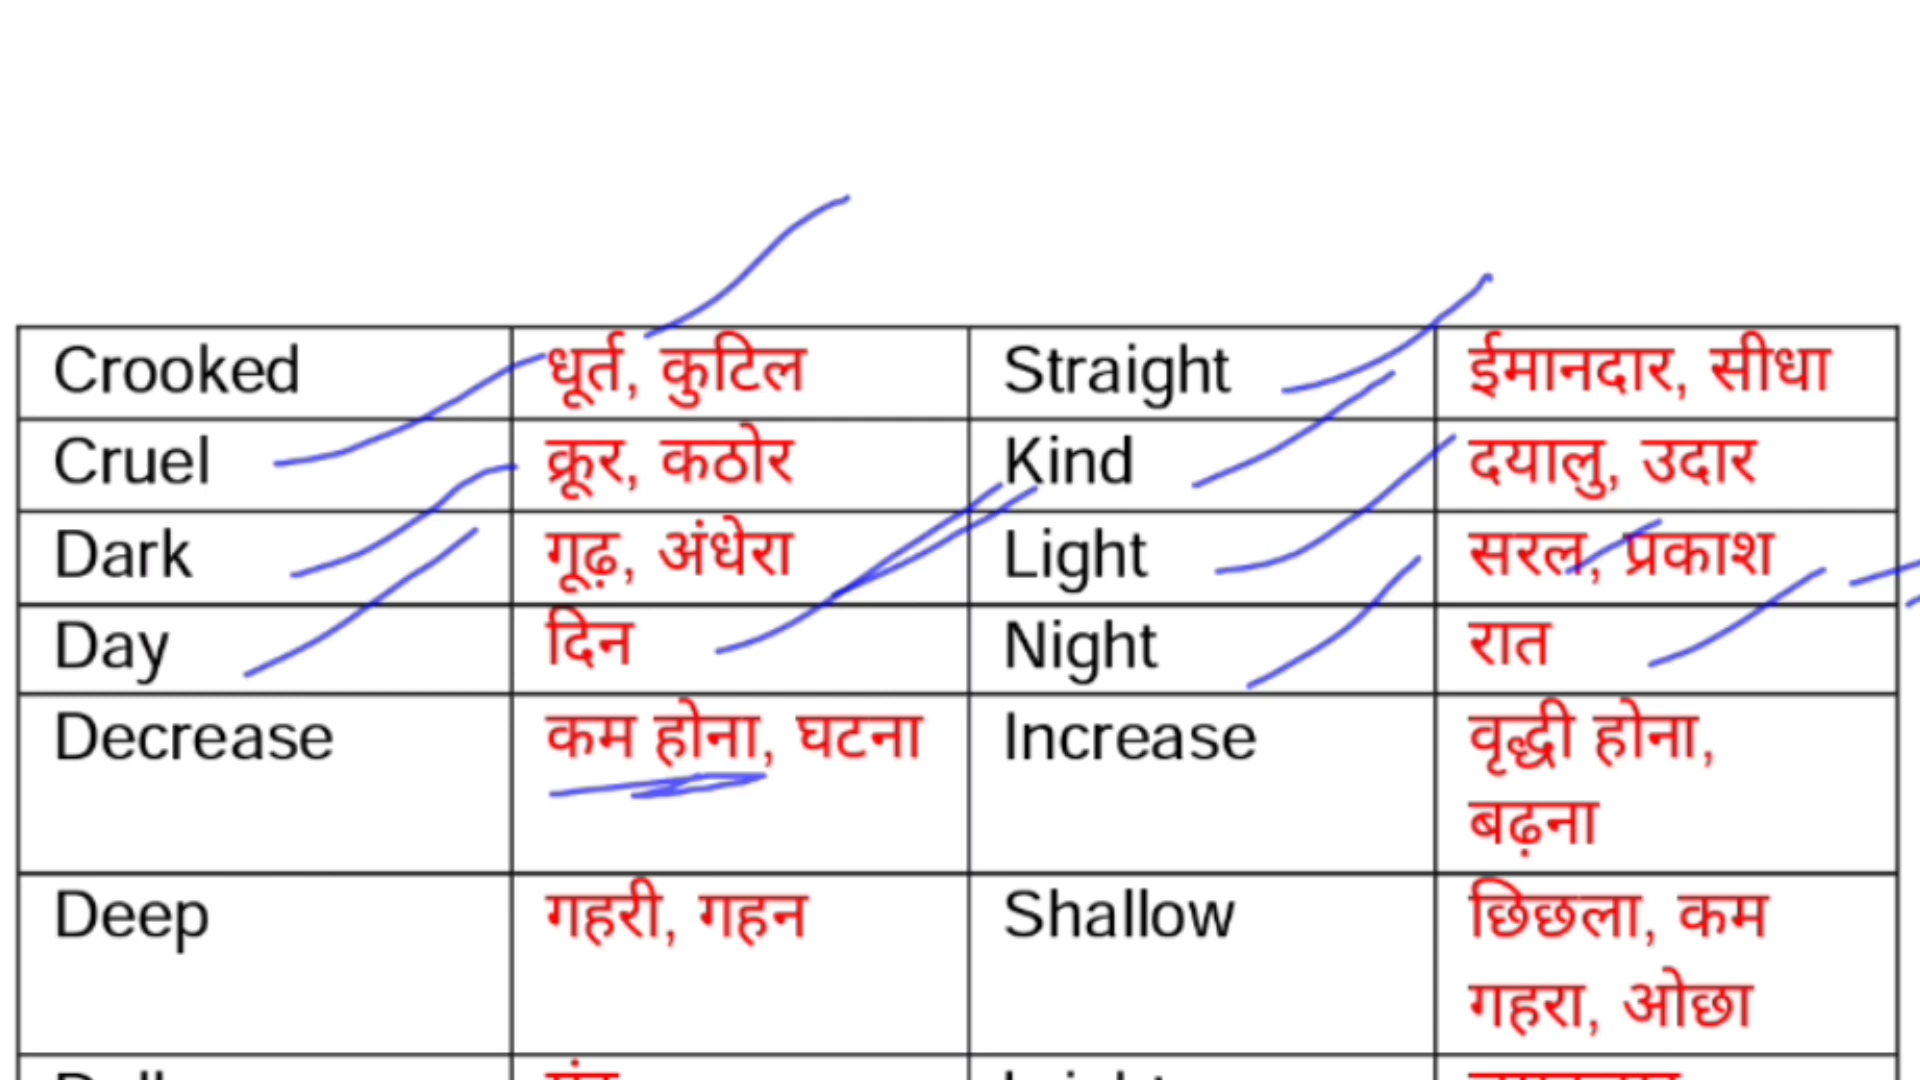 Crooked धूर्त, कुटिल Straight ईमानदार, सीधा
Cruel क्रूर, कठोर Kind दयालु, उदार
Dark गूढ़, अंधेरा Light सरल, प्रकाश
Day दिन Night रात
Decrease कम होना, घटना Increase वृद्धी होना,
बढ़ना
Deep गहरी, गहन Shallow छिछला, कम
गहरा, ओछा